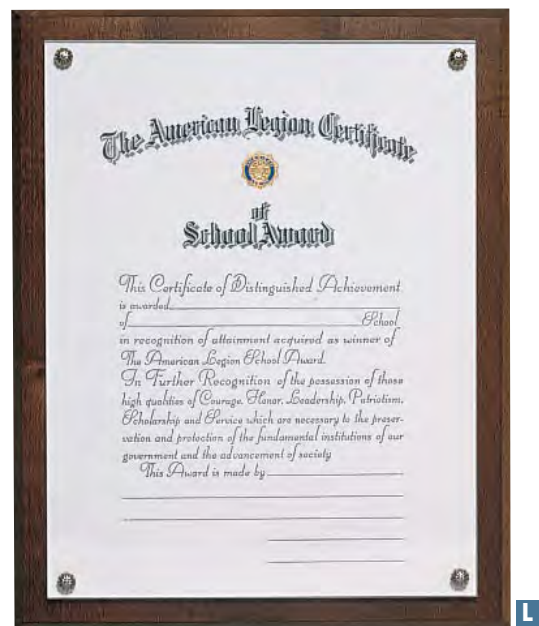 The American Legion Certificate
of
School Award
This Certificate of Distinguished Achievement
is awarded
of School
in recognition of attainment acquired as winner of
The American Legion School Award.
In Further Recognition of the possession of those
high qualities of Courage, Honor, Leadership, Patriotism,
Scholarship and Service which are necessary to the preser-
vation and protection of the fundamental institutions of our
government and the advancement of society
This Award is made by
L